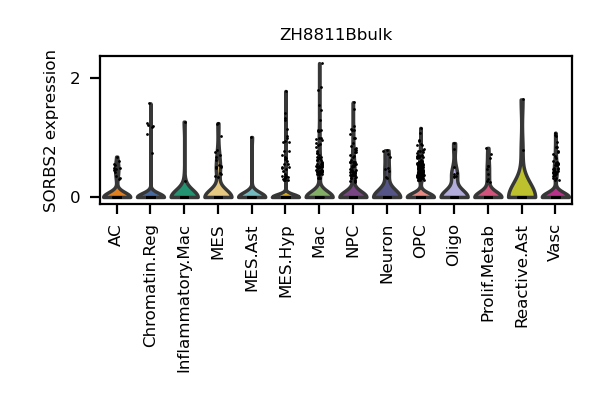 ZH8811Bbulk
SORBS2 expression
2
0
AC
Chromatin.Reg
Inflammatory.Mac
MES
MES.Ast
MES.Hyp
Mac
NPC
Neuron
OPC
Oligo
Prolif.Metab
Reactive.Ast
Vasc